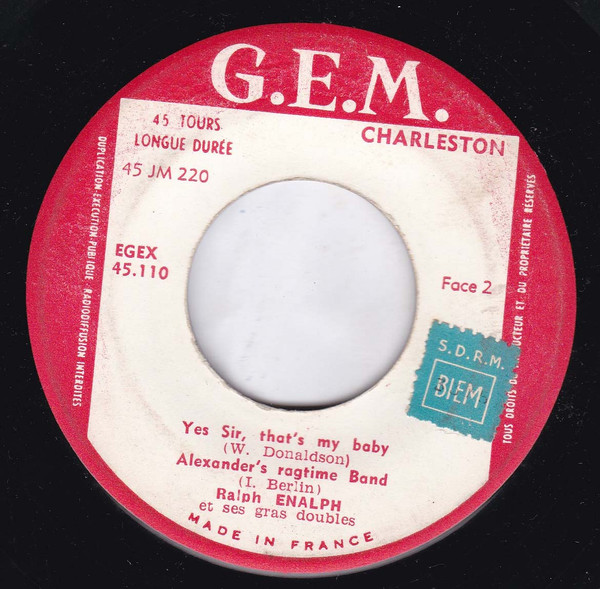 G.E.M.
45 TOURS
LONGUE DURÉE
CHARLESTON
45 JM 220
EGEX
45.110
Face 2
S.D.R.M.
BIEM
Yes Sir, that's my baby
(W. Donaldson)
Alexander's ragtime Band
(I. Berlin)
Ralph ENALPH
et ses gras doubles
MADE IN FRANCE
DUPLICATION-EXÉCUTION PUBLIQUE - RADIODIFFUSION INTERDITES
TOUS DROITS DU UCTEUR ET DU PROPRIÉTAIRE RÉSERVÉS